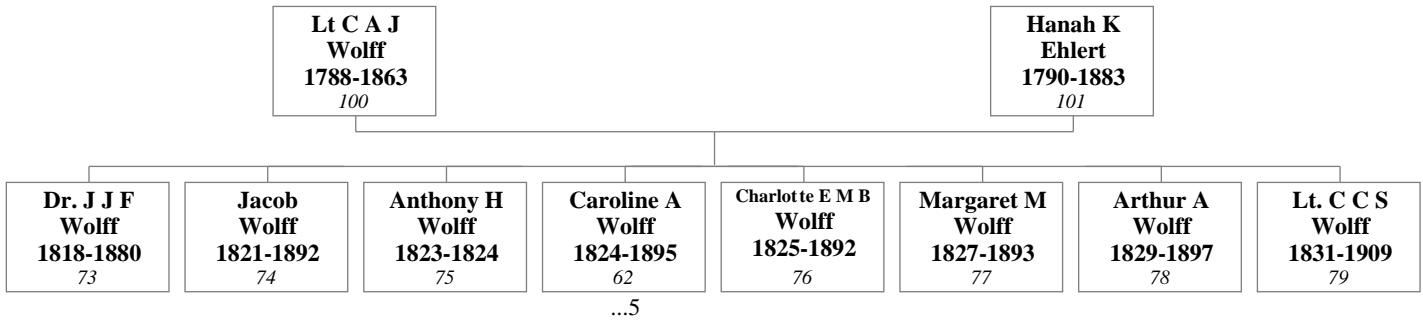 Lt C A J
Wolff
1788-1863
100
Hanah K
Ehlert
1790-1883
101
Dr. J J F
Wolff
1818-1880
73
Jacob
Wolff
1821-1892
74
Anthony H
Wolff
1823-1824
75
Caroline A
Wolff
1824-1895
62
Charlotte E M B
Wolff
1825-1892
76
Margaret M
Wolff
1827-1893
77
Arthur A
Wolff
1829-1897
78
Lt. C C S
Wolff
1831-1909
79
...5